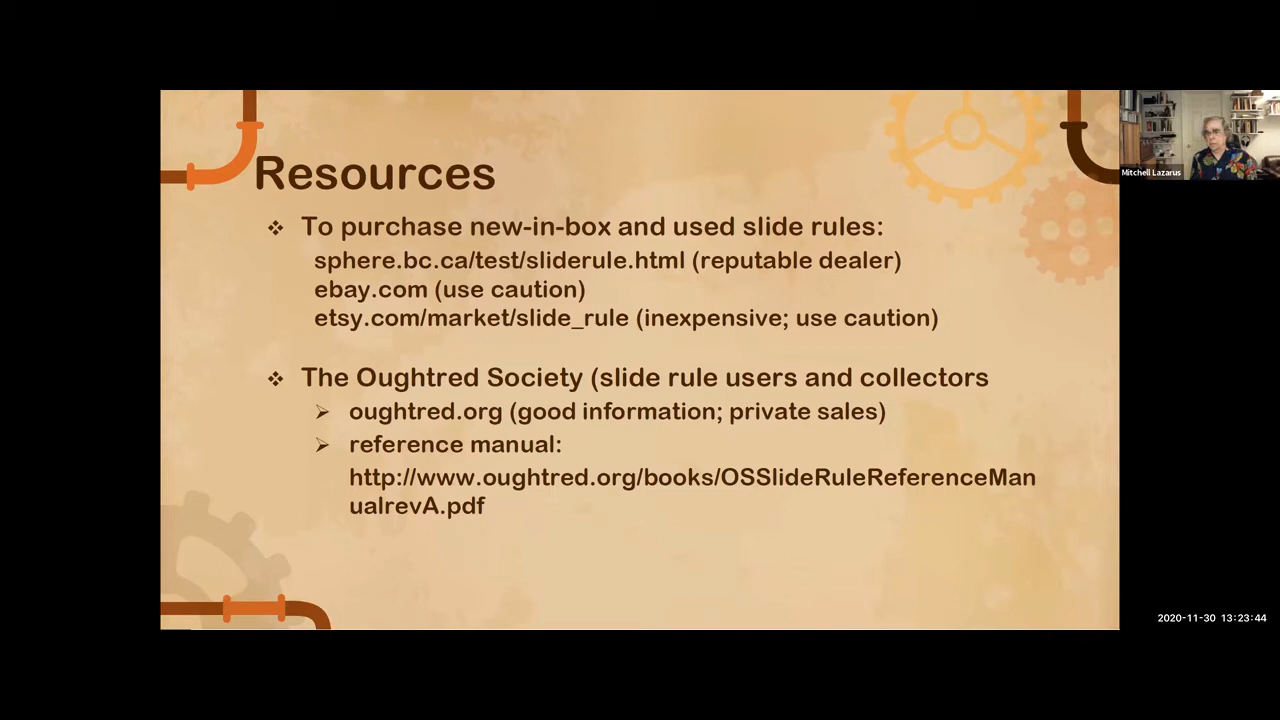 Resources
❖ To purchase new-in-box and used slide rules:
sphere.bc.ca/test/sliderule.html (reputable dealer)
ebay.com (use caution)
etsy.com/market/slide_rule (inexpensive; use caution)
❖ The Oughtred Society (slide rule users and collectors
➢ oughtred.org (good information; private sales)
➢ reference manual:
http://www.oughtred.org/books/OSSlideRuleReferenceMan
ualrevA.pdf
Mitchell Lazarus
2020-11-30 13:23:44